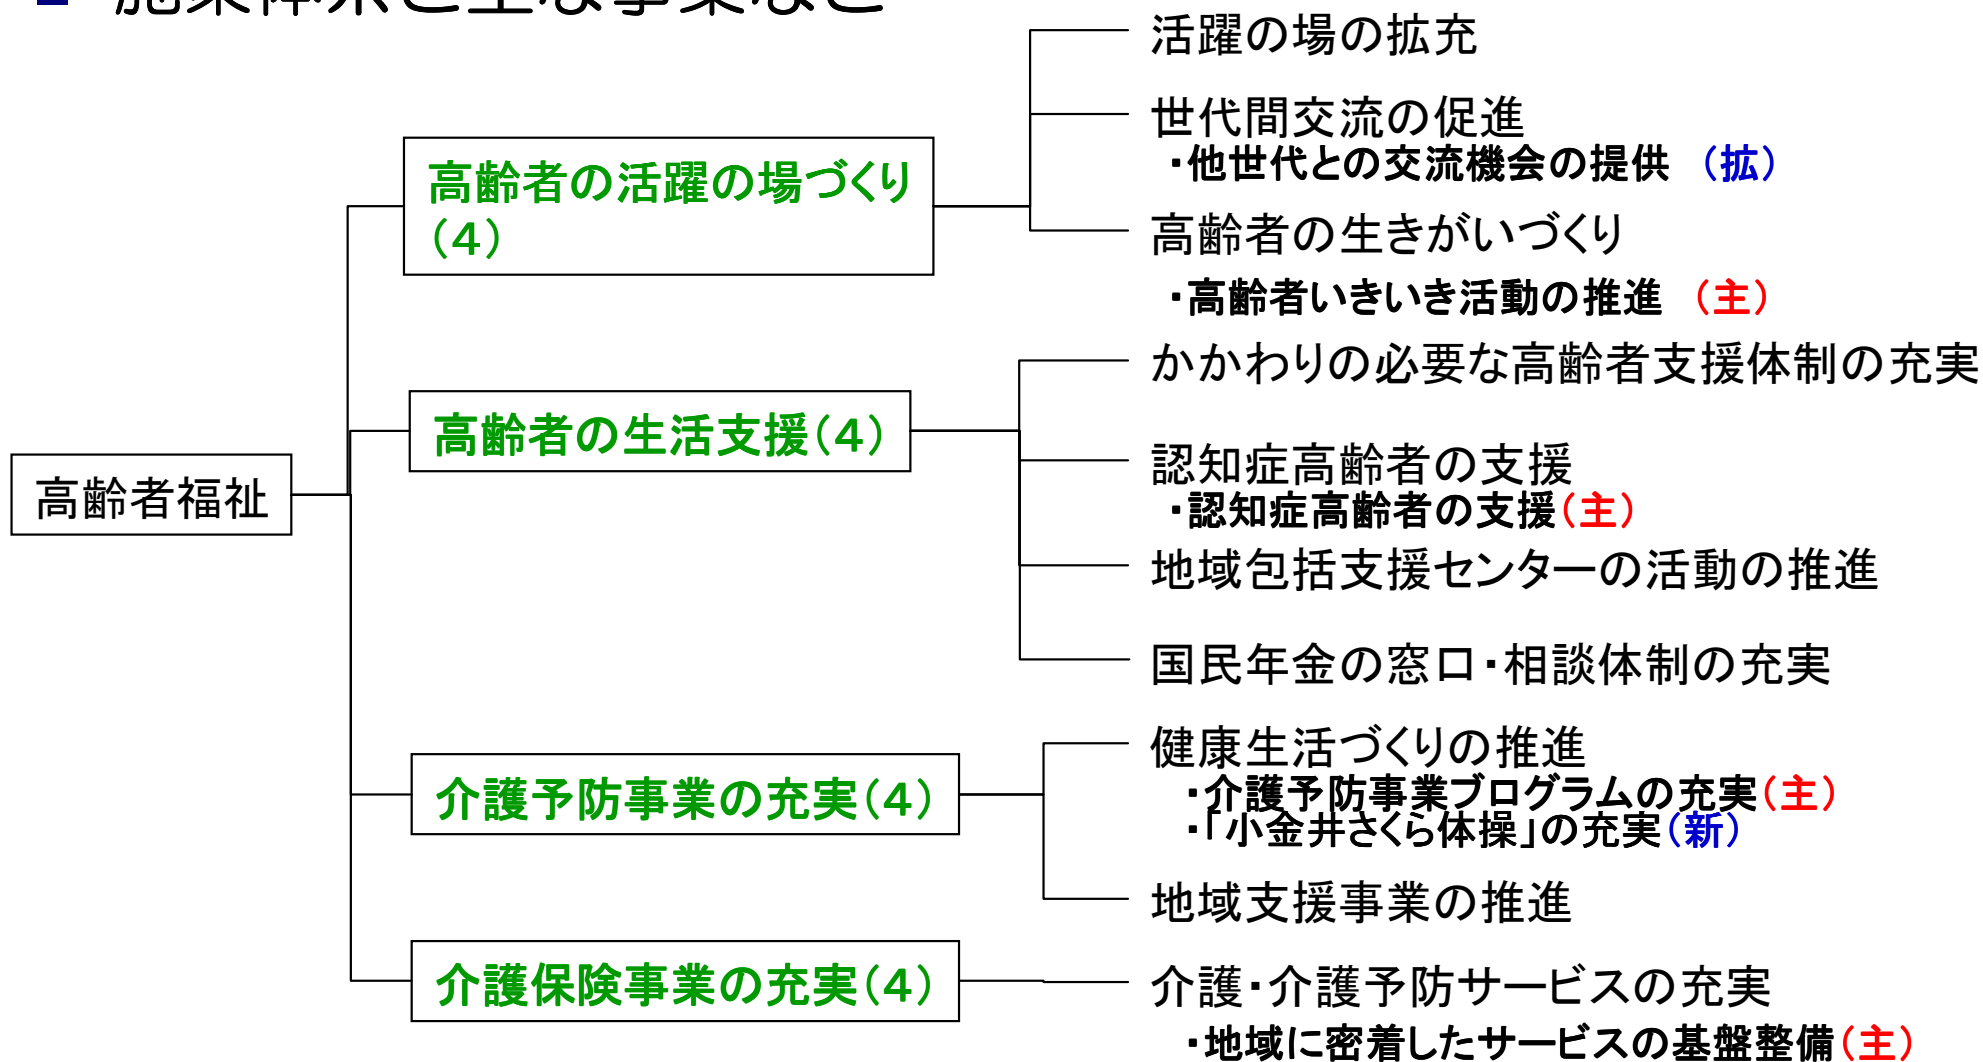 施策体系と主な事業など
高齢者福祉
高齢者の活躍の場づくり
(4)
活躍の場の拡充
世代間交流の促進
・他世代との交流機会の提供 (拡)
高齢者の生きがいづくり
・高齢者いきいき活動の推進 (主)
高齢者の生活支援(4)
かかわりの必要な高齢者支援体制の充実
認知症高齢者の支援
・認知症高齢者の支援(主)
地域包括支援センターの活動の推進
国民年金の窓口・相談体制の充実
介護予防事業の充実(4)
健康生活づくりの推進
・介護予防事業プログラムの充実(主)
・「小金井さくら体操」の充実(新)
地域支援事業の推進
介護保険事業の充実(4)
介護・介護予防サービスの充実
・地域に密着したサービスの基盤整備(主)